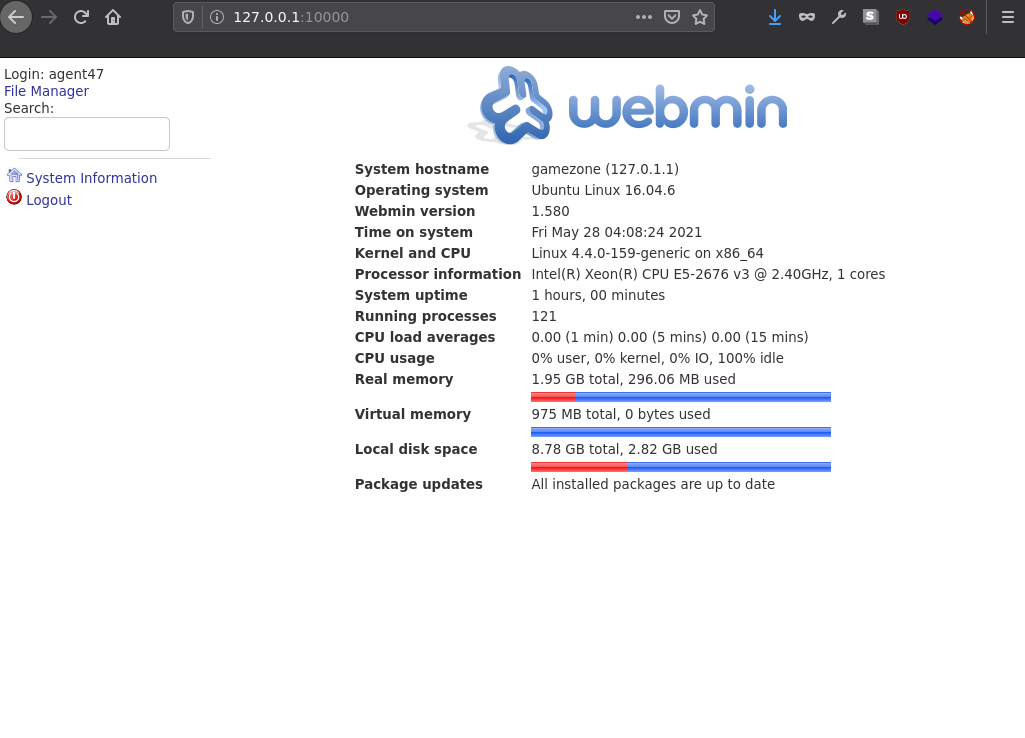 127.0.0.1:10000
Login: agent47
File Manager
Search:
System Information
Logout
webmin
System hostname gamezone (127.0.1.1)
Operating system Ubuntu Linux 16.04.6
Webmin version 1.580
Time on system Fri May 28 04:08:24 2021
Kernel and CPU Linux 4.4.0-159-generic on x86_64
Processor information Intel(R) Xeon(R) CPU E5-2676 v3 @ 2.40GHz, 1 cores
System uptime 1 hours, 00 minutes
Running processes 121
CPU load averages 0.00 (1 min) 0.00 (5 mins) 0.00 (15 mins)
CPU usage 0% user, 0% kernel, 0% IO, 100% idle
Real memory 1.95 GB total, 296.06 MB used
Virtual memory 975 MB total, 0 bytes used
Local disk space 8.78 GB total, 2.82 GB used
Package updates All installed packages are up to date